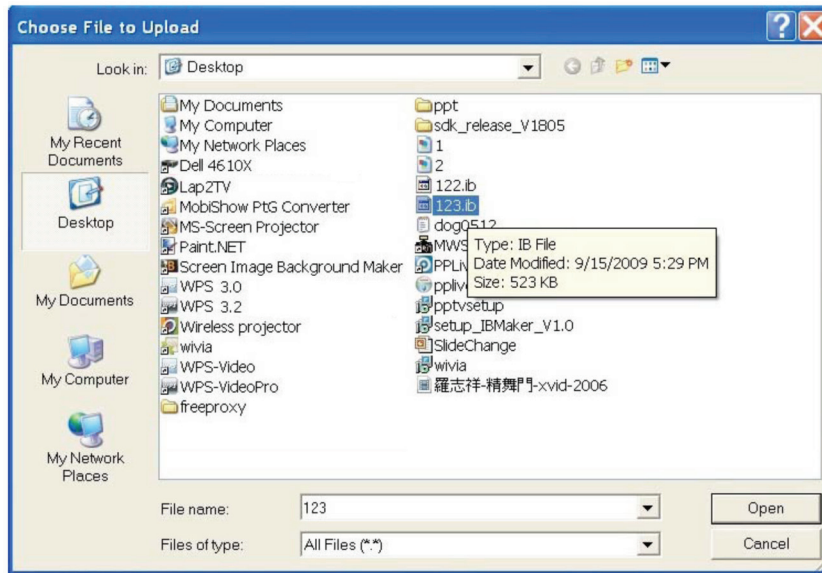 Choose File to Upload
Look in:
Desktop
My Recent
Documents
Desktop
My Documents
My Computer
My Network
Places
My Documents
My Computer
My Network Places
Dell 4610X
Lap2TV
MobiShow PtG Converter
MS-Screen Projector
Paint.NET
Screen Image Background Maker
WPS 3.0
WPS 3.2
Wireless projector
wivia
WPS-Video
WPS-VideoPro
freeproxy
ppt
sdk_release_V1805
1
2
122.ib
123.ib
dog0512
MWS
PPLiv
Type: IB File
Date Modified: 9/15/2009 5:29 PM
Size: 523 KB
pptvsetup
setup_IBMaker_V1.0
SlideChange
wivia
羅志祥-精舞門-xvid-2006
File name:
123
Open
Files of type:
All Files (*.*)
Cancel